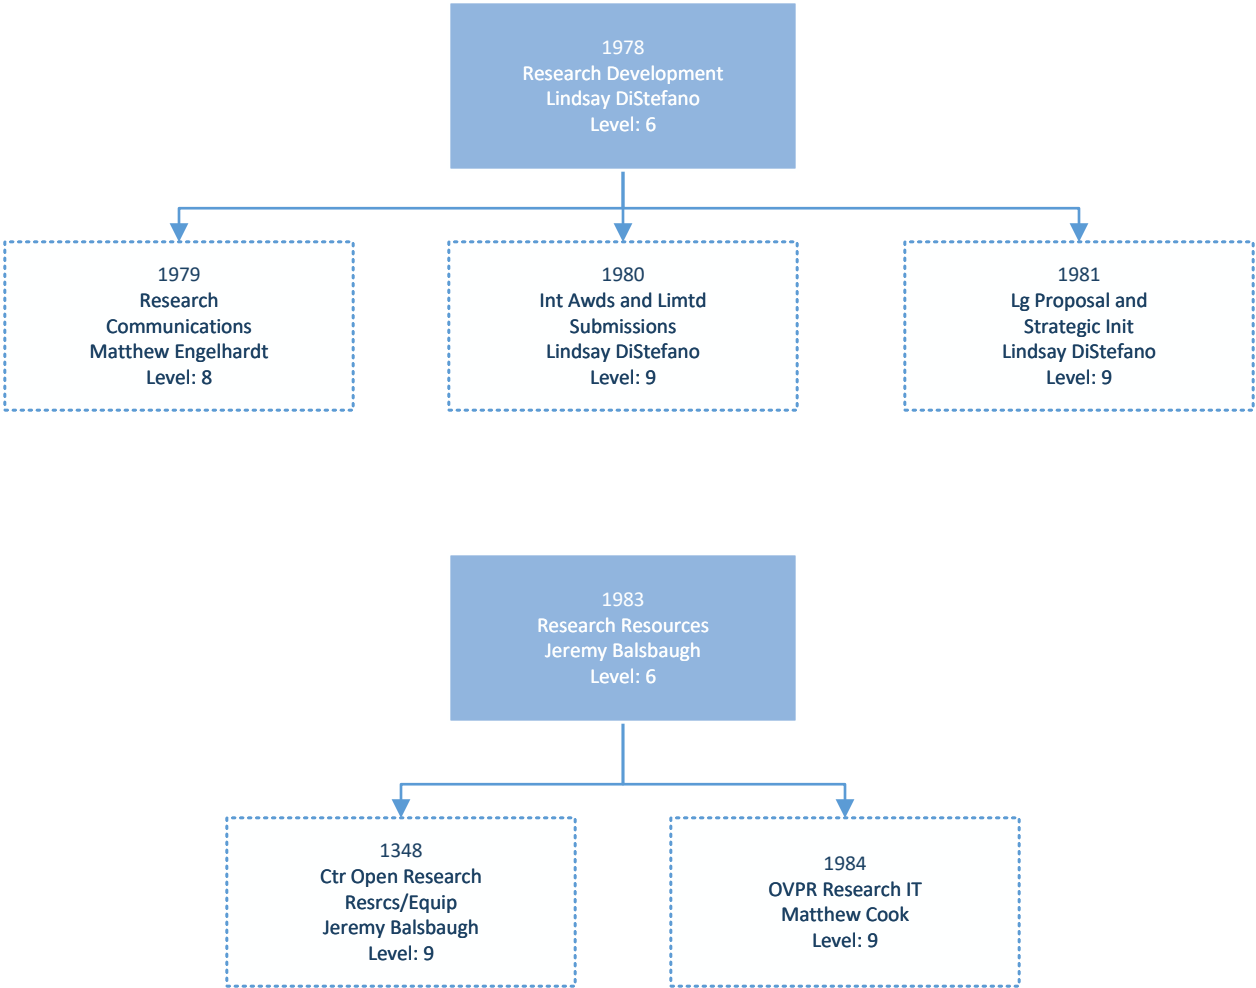 1978
Research Development
Lindsay DiStefano
Level: 6
1979
Research
Communications
Matthew Engelhardt
Level: 8
1980
Int Awds and Limtd
Submissions
Lindsay DiStefano
Level: 9
1981
Lg Proposal and
Strategic Init
Lindsay DiStefano
Level: 9
1983
Research Resources
Jeremy Balsbaugh
Level: 6
1348
Ctr Open Research
Resrcs/Equip
Jeremy Balsbaugh
Level: 9
1984
OVPR Research IT
Matthew Cook
Level: 9